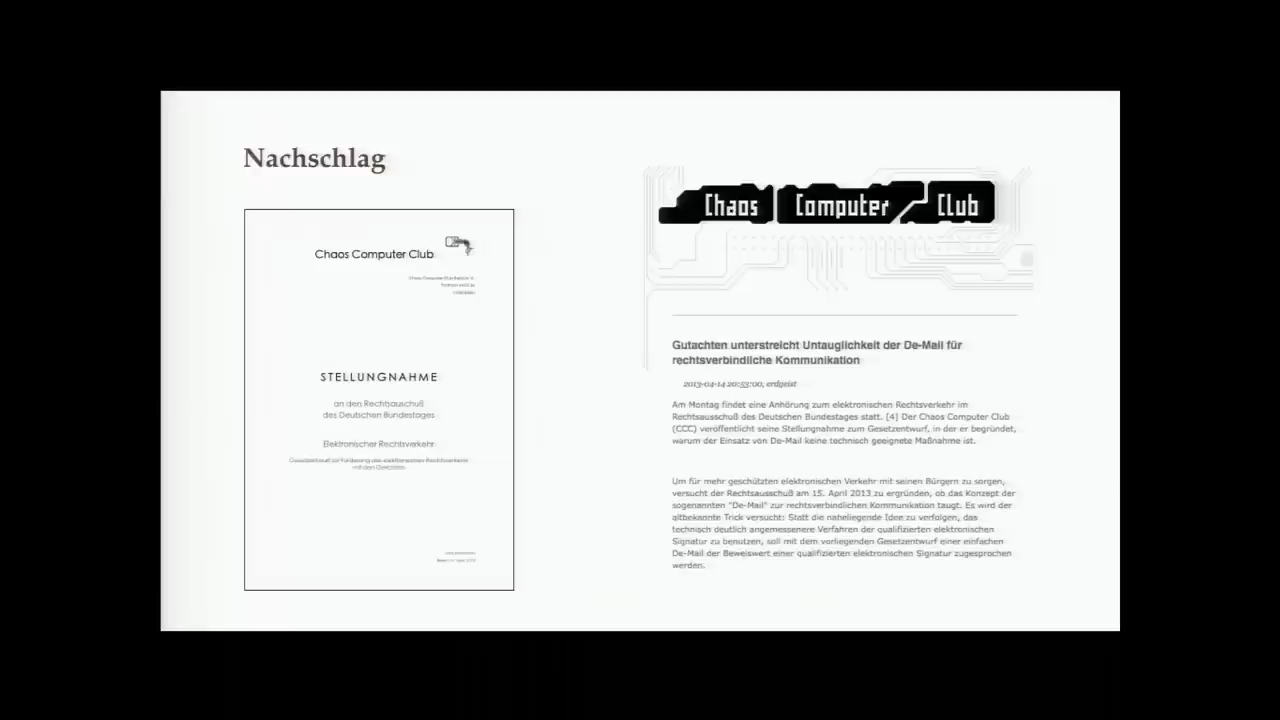 Nachschlag
Chaos Computer Club
STELLUNGNAHME
an den Rechtsauschuß
des Deutschen Bundestages
Elektronischer Rechtsverkehr
Chaos Computer Club
Gutachten unterstreicht Untauglichkeit der De-Mail für
rechtsverbindliche Kommunikation
2013-04-14 20:53:00, erdgeist
Am Montag findet eine Anhörung zum elektronischen Rechtsverkehr im
Rechtsausschuß des Deutschen Bundestages statt. [4] Der Chaos Computer Club
(CCC) veröffentlicht seine Stellungnahme zum Gesetzentwurf, in der er begründet,
warum der Einsatz von De-Mail keine technisch geeignete Maßnahme ist.
Um für mehr geschützten elektronischen Verkehr mit seinen Bürgern zu sorgen,
versucht der Rechtsausschuß am 15. April 2013 zu ergründen, ob das Konzept der
sogenannten "De-Mail" zur rechtsverbindlichen Kommunikation taugt. Es wird der
altbekannte Trick versucht: Statt die naheliegende Idee zu verfolgen, das
technisch deutlich angemessenere Verfahren der qualifizierten elektronischen
Signatur zu benutzen, soll mit dem vorliegenden Gesetzentwurf einer einfachen
De-Mail der Beweiswert einer qualifizierten elektronischen Signatur zugesprochen
werden.